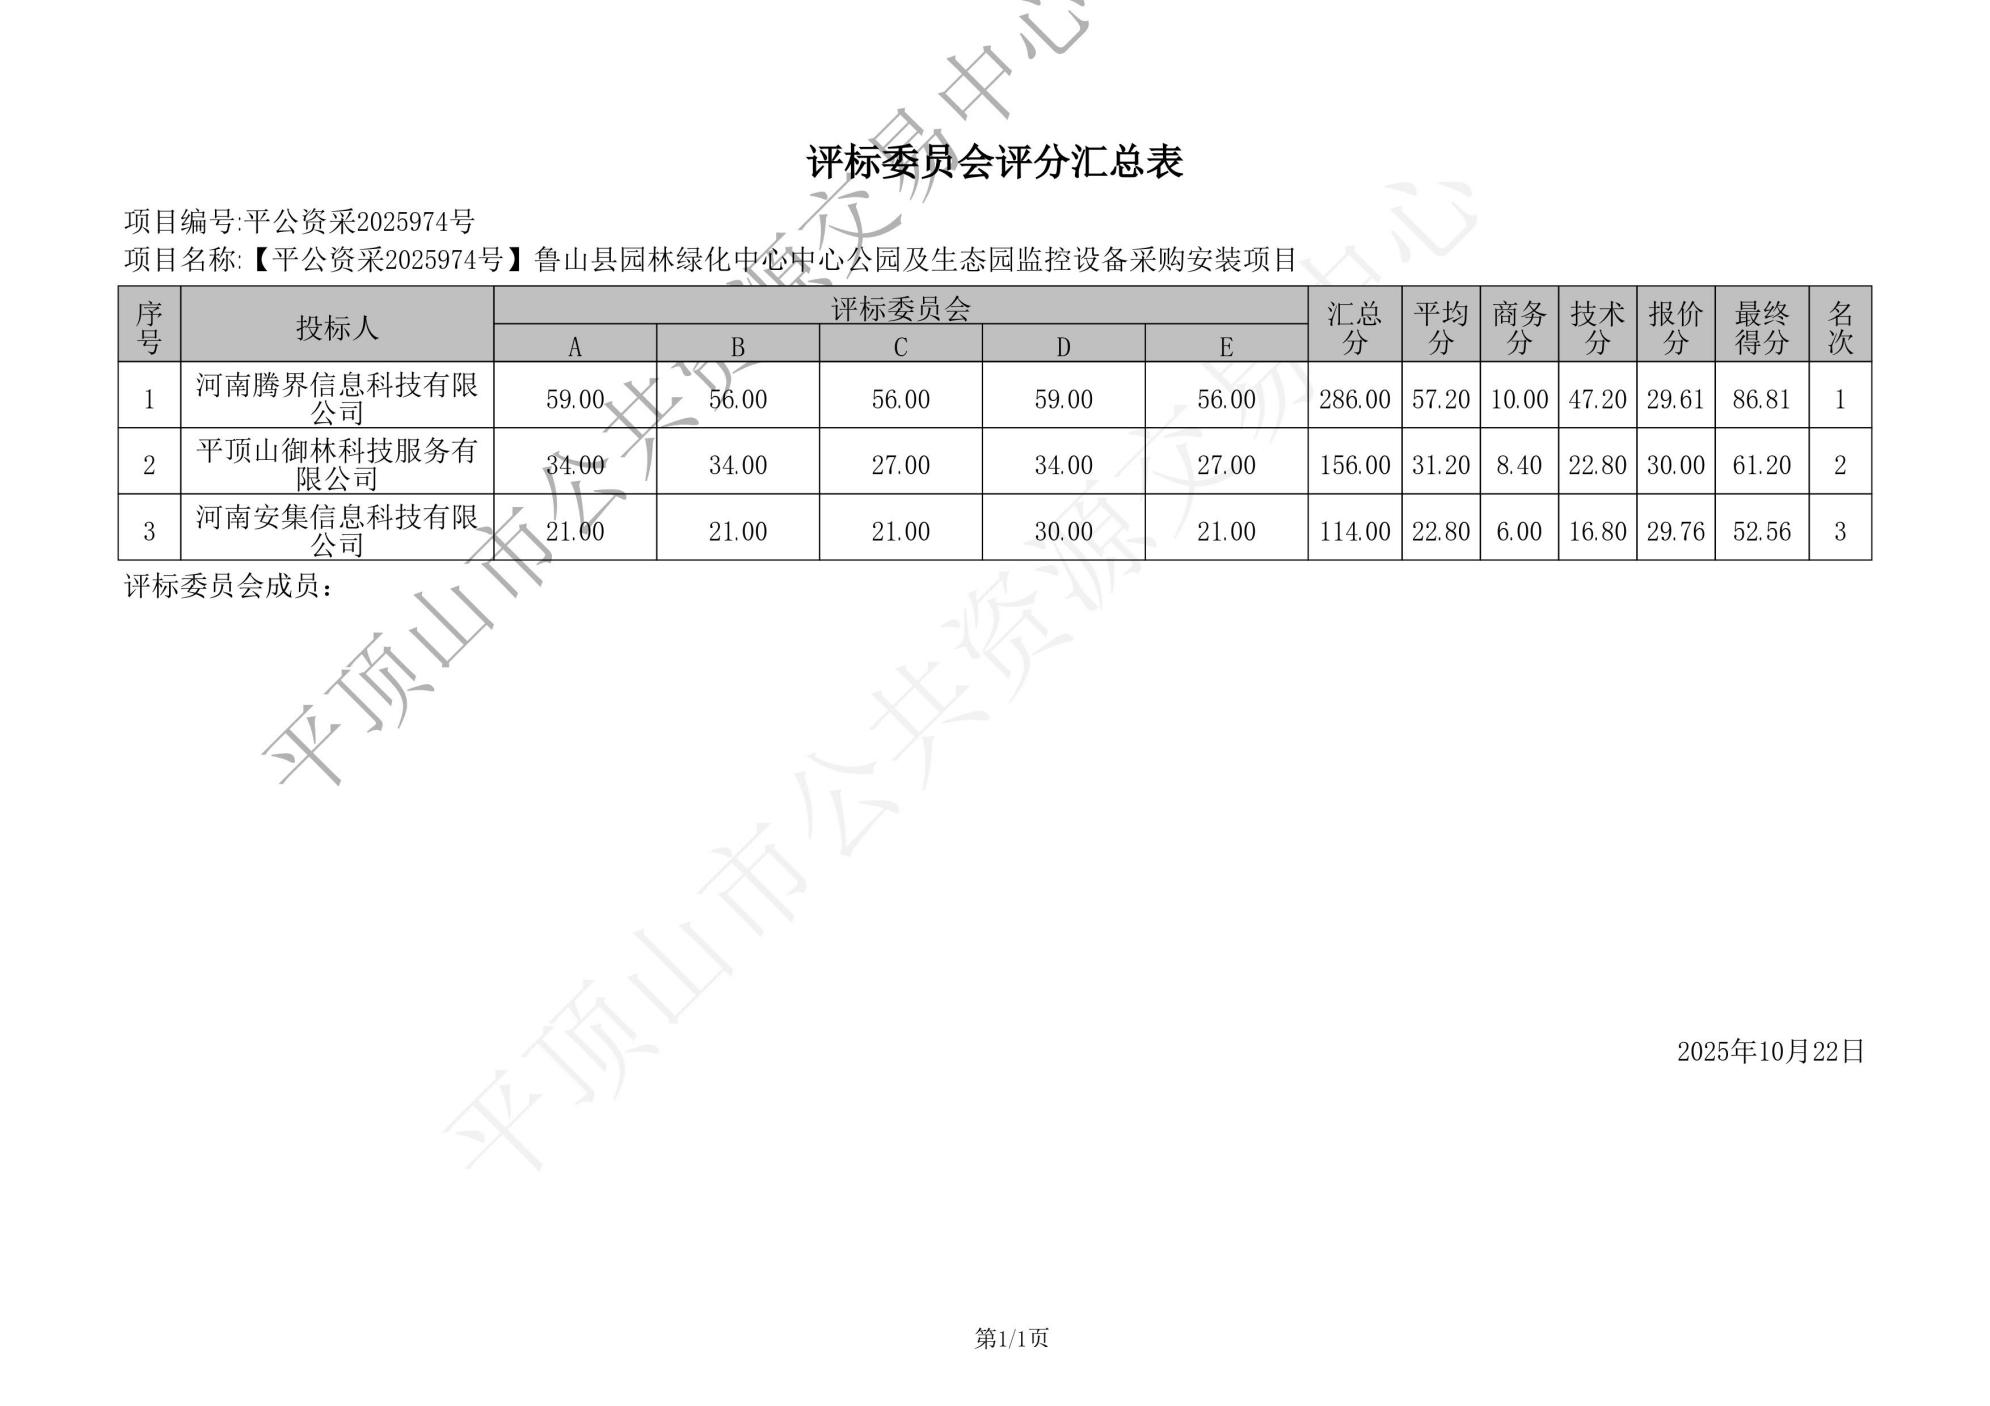 评标委员会评分汇总表
项目编号:平公资采2025974号
项目名称:【平公资采2025974号】鲁山县园林绿化中心中心公园及生态园监控设备采购安装项目
序号 投标人 评标委员会 汇总分 平均分 商务分 技术分 报价分 最终得分 名次
A B C D E
1 河南腾界信息科技有限公司 59.00 56.00 56.00 59.00 56.00 286.00 57.20 10.00 47.20 29.61 86.81 1
2 平顶山御林科技服务有限公司 34.00 34.00 27.00 34.00 27.00 156.00 31.20 8.40 22.80 30.00 61.20 2
3 河南安集信息科技有限公司 21.00 21.00 21.00 30.00 21.00 114.00 22.80 6.00 16.80 29.76 52.56 3
评标委员会成员：
2025年10月22日
第1/1页
平顶山市公共资源交易中心
平顶山市公共资源交易中心